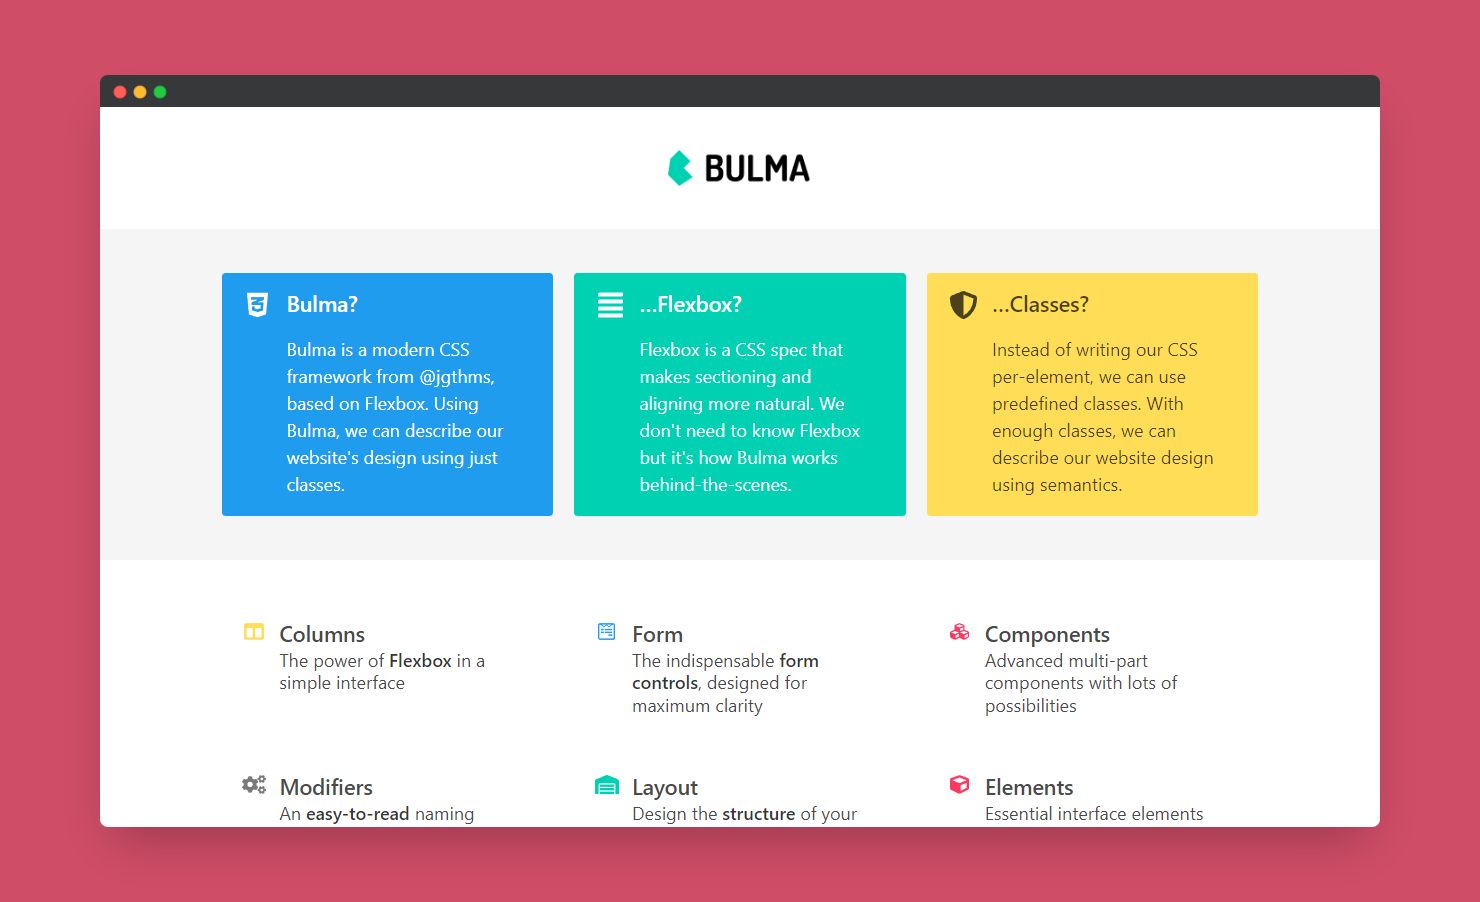 BULMA
Bulma?
Bulma is a modern CSS
framework from @jgthms,
based on Flexbox. Using
Bulma, we can describe our
website's design using just
classes.
...Flexbox?
Flexbox is a CSS spec that
makes sectioning and
aligning more natural. We
don't need to know Flexbox
but it's how Bulma works
behind-the-scenes.
...Classes?
Instead of writing our CSS
per-element, we can use
predefined classes. With
enough classes, we can
describe our website design
using semantics.
Columns
The power of Flexbox in a
simple interface
Form
The indispensable form
controls, designed for
maximum clarity
Components
Advanced multi-part
components with lots of
possibilities
Modifiers
An easy-to-read naming
Layout
Design the structure of your
Elements
Essential interface elements